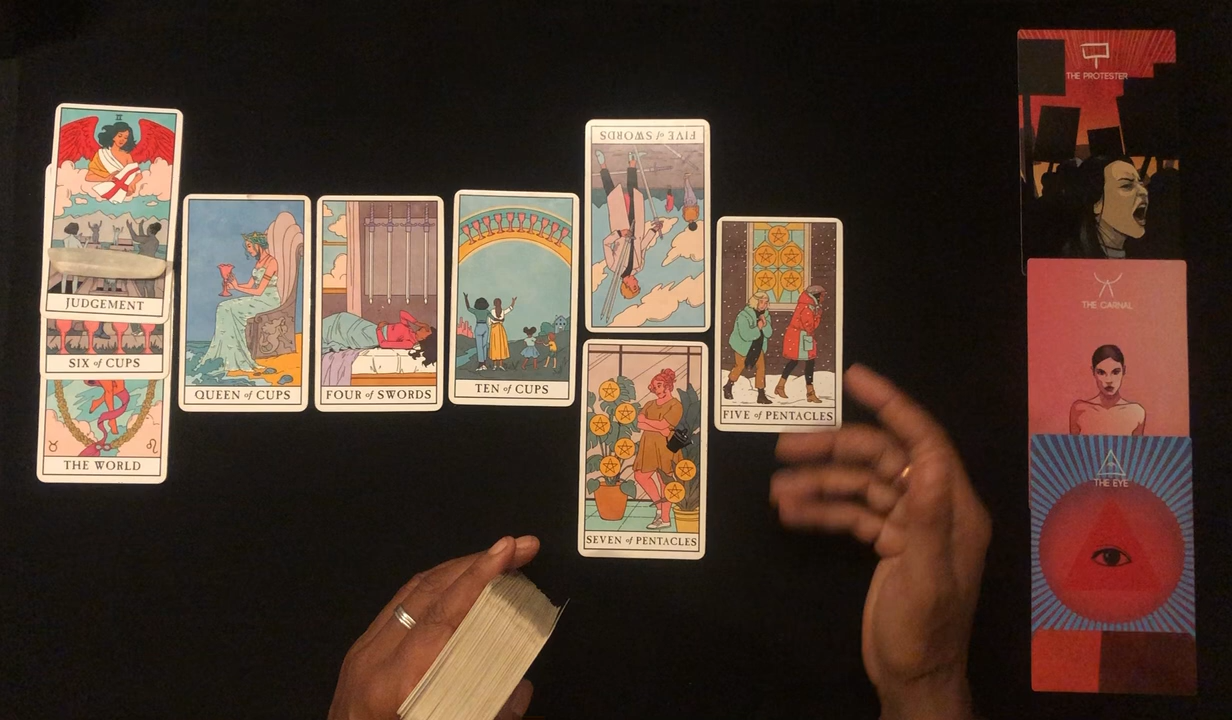 II
JUDGEMENT
SIX of CUPS
THE WORLD
QUEEN of CUPS
FOUR of SWORDS
TEN of CUPS
FIVE of SWORDS
SEVEN of PENTACLES
FIVE of PENTACLES
THE PROTESTER
THE CARNAL
THE EYE